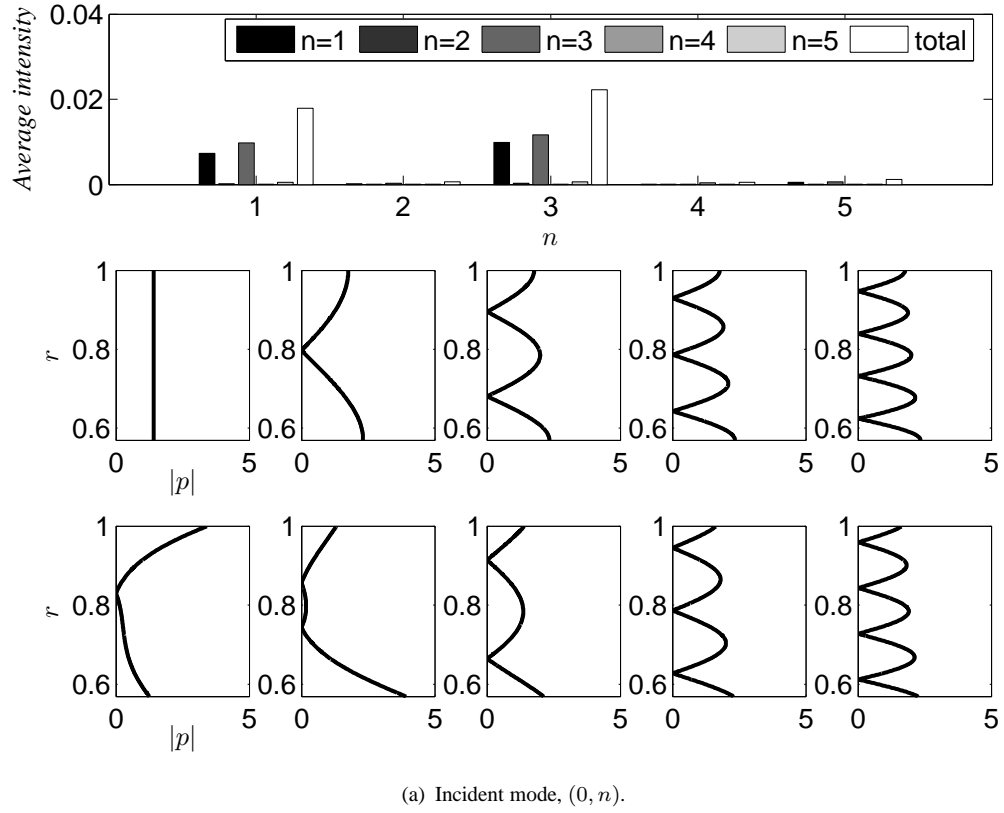 0.04
n=1 n=2 n=3 n=4 n=5 total
Average intensity
0.02
0
1 2 3 4 5
n
1 1 1 1 1
r
0.8 0.8 0.8 0.8 0.8
0.6 0.6 0.6 0.6 0.6
0 5 0 5 0 5 0 5 0 5
|p|
1 1 1 1 1
r
0.8 0.8 0.8 0.8 0.8
0.6 0.6 0.6 0.6 0.6
0 5 0 5 0 5 0 5 0 5
|p|
(a) Incident mode, (0, n).